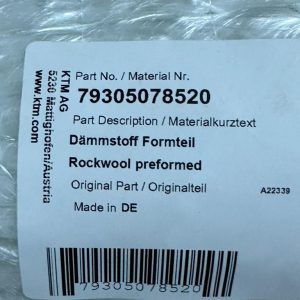 KTM AG
5230 Mattighofen/Austria
www.ktm.com
Part No. / Material Nr.
79305078520
Part Description / Materialkurztext
Dämmstoff Formteil
Rockwool preformed
Original Part / Originalteil
A22339
Made in DE
79305078520